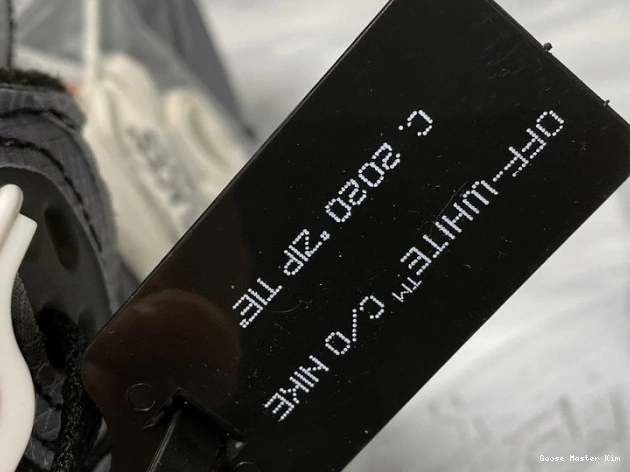 OFF-WHITE™ C/O NIKE
C. 2020 "ZIP TIE"
Goose Master Kim